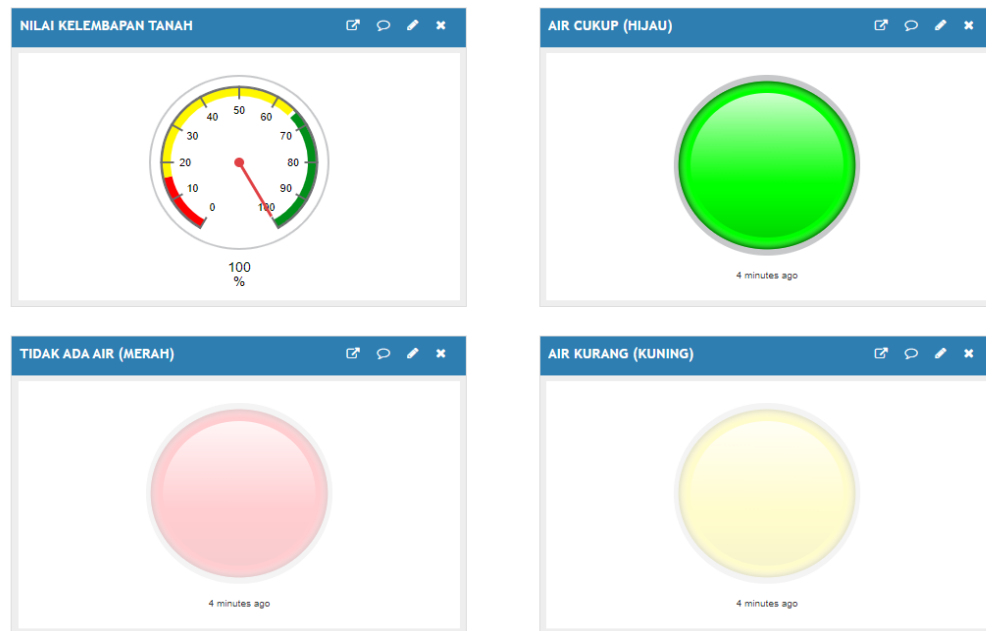 NILAI KELEMBAPAN TANAH
AIR CUKUP (HIJAU)
50
40
60
30
70
20
80
10
90
0
100
100
%
4 minutes ago
TIDAK ADA AIR (MERAH)
AIR KURANG (KUNING)
4 minutes ago
4 minutes ago